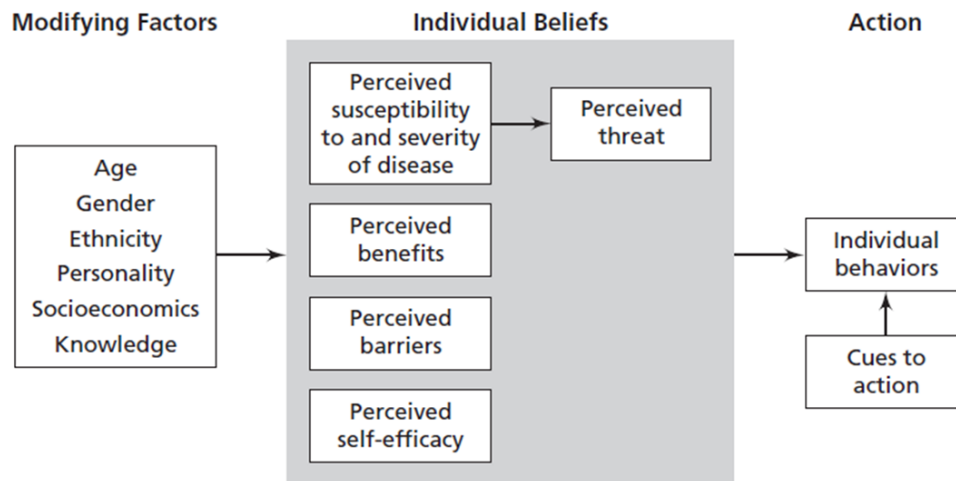 Modifying Factors
Individual Beliefs
Action
Age
Gender
Ethnicity
Personality
Socioeconomics
Knowledge
Perceived
susceptibility
to and severity
of disease
Perceived
threat
Perceived
benefits
Perceived
barriers
Perceived
self-efficacy
Individual
behaviors
Cues to
action